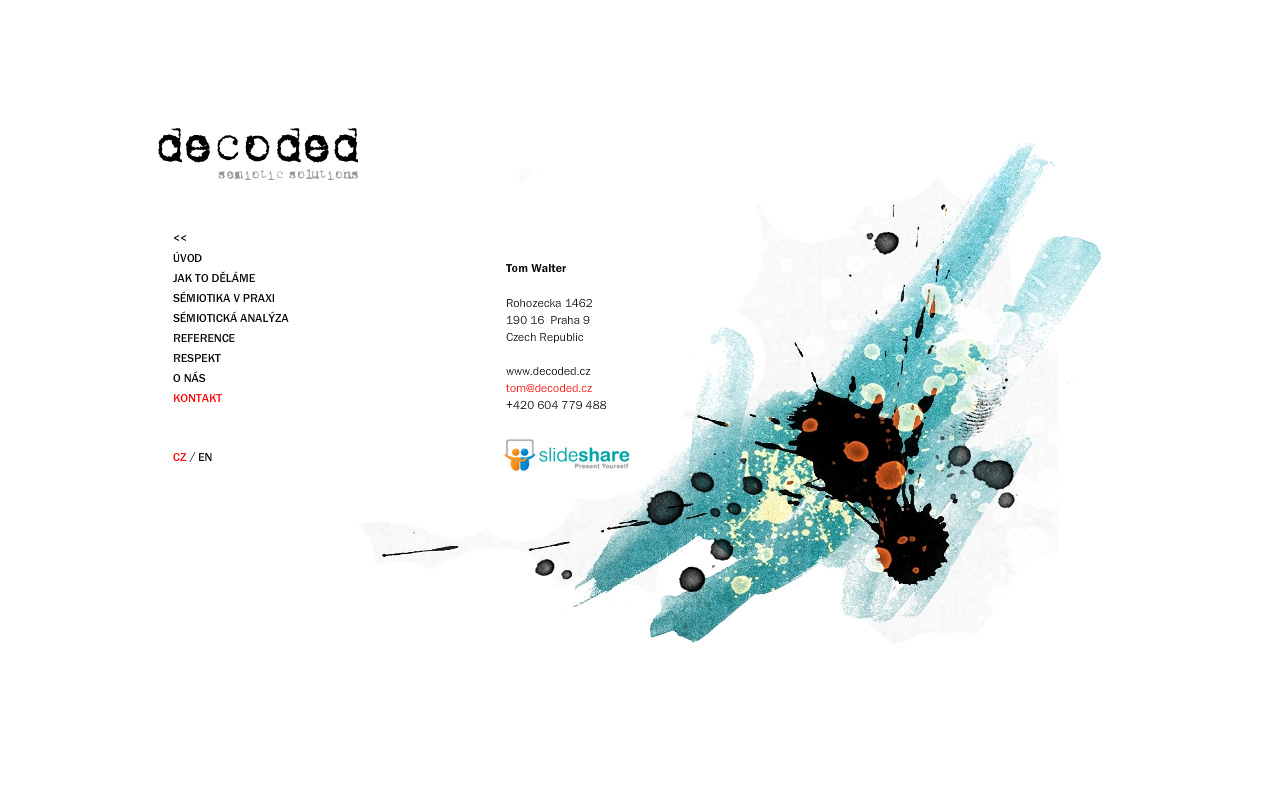 decoded
semiotic solutions
<<
ÚVOD
JAK TO DĚLÁME
SÉMIOTIKA V PRAXI
SÉMIOTICKÁ ANALÝZA
REFERENCE
RESPEKT
O NÁS
KONTAKT
CZ / EN
Tom Walter
Rohozecka 1462
190 16  Praha 9
Czech Republic
www.decoded.cz
tom@decoded.cz
+420 604 779 488
slideshare
Present Yourself